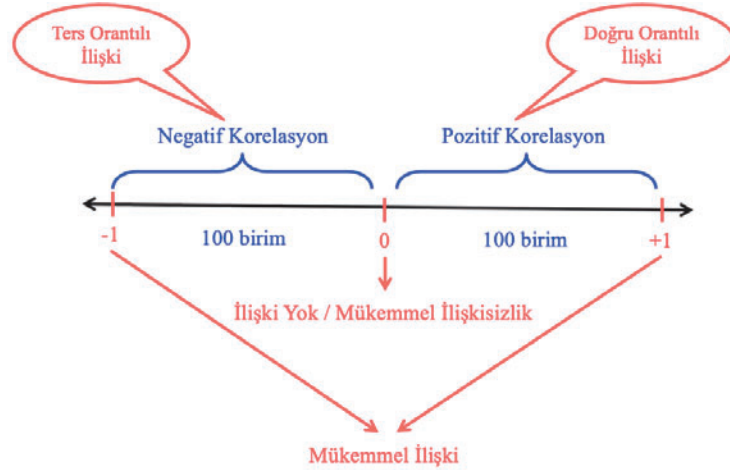 Ters Orantılı
İlişki
Doğru Orantılı
İlişki
Negatif Korelasyon
Pozitif Korelasyon
-1
100 birim
0
100 birim
+1
İlişki Yok / Mükemmel İlişkisizlik
Mükemmel İlişki